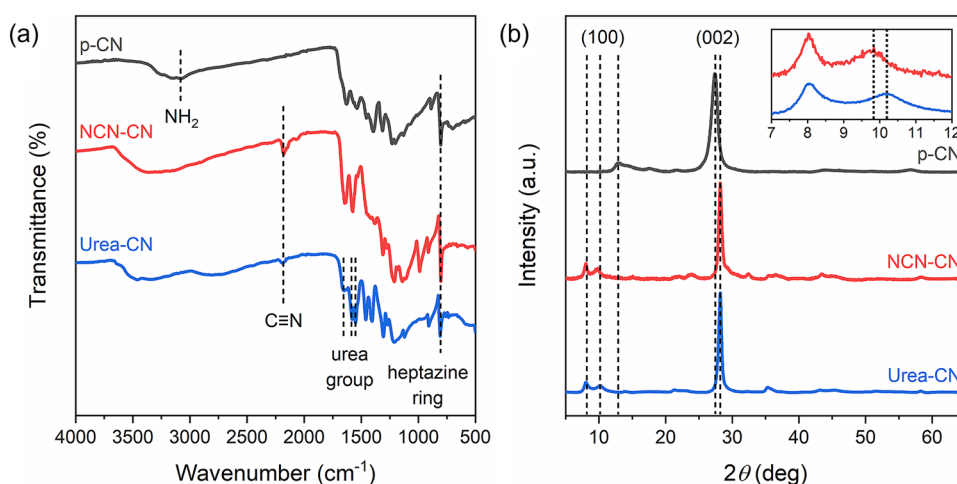 (a)
p-CN
NH₂
NCN-CN
Urea-CN
C≡N
urea
group
heptazine
ring
Transmittance (%)
4000 3500 3000 2500 2000 1500 1000 500
Wavenumber (cm⁻¹)
(b)
(100)
(002)
7 8 9 10 11 12
p-CN
NCN-CN
Urea-CN
Intensity (a.u.)
10 20 30 40 50 60
2θ (deg)